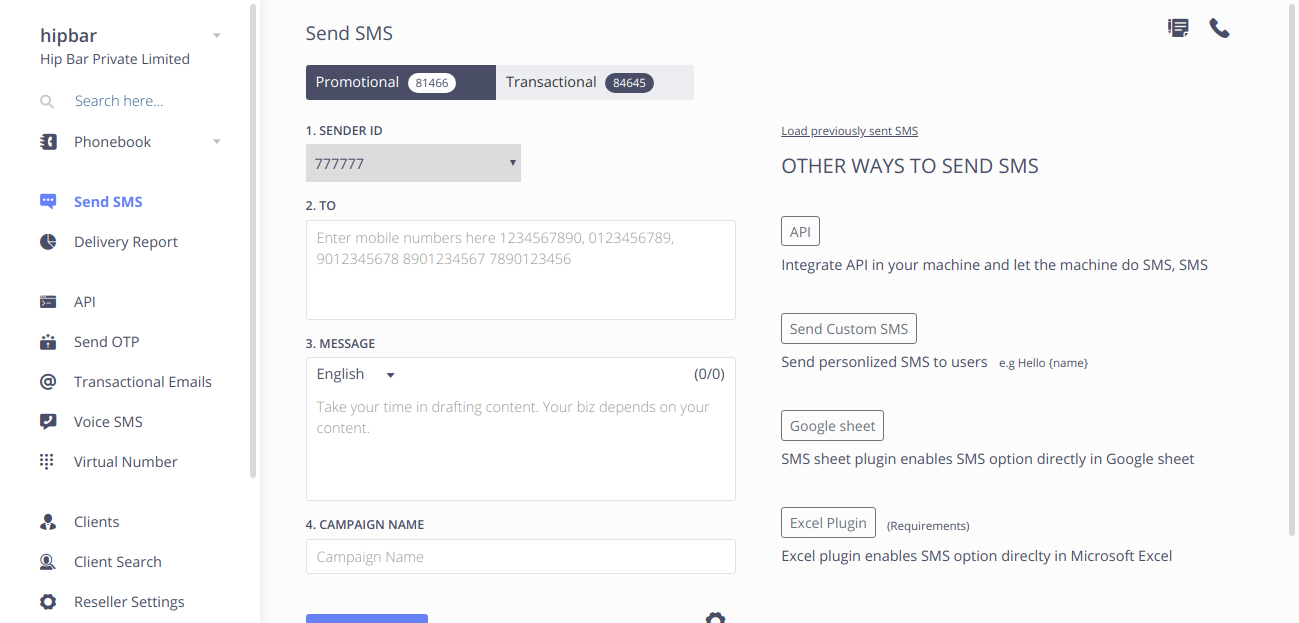 hipbar
Hip Bar Private Limited
Search here...
Phonebook
Send SMS
Delivery Report
API
Send OTP
Transactional Emails
Voice SMS
Virtual Number
Clients
Client Search
Reseller Settings
Send SMS
Promotional 81466 Transactional 84645
1. SENDER ID
777777
2. TO
Enter mobile numbers here 1234567890, 0123456789,
9012345678 8901234567 7890123456
3. MESSAGE
English (0/0)
Take your time in drafting content. Your biz depends on your
content.
4. CAMPAIGN NAME
Campaign Name
Load previously sent SMS
OTHER WAYS TO SEND SMS
API
Integrate API in your machine and let the machine do SMS, SMS
Send Custom SMS
Send personlized SMS to users e.g Hello {name}
Google sheet
SMS sheet plugin enables SMS option directly in Google sheet
Excel Plugin (Requirements)
Excel plugin enables SMS option direclty in Microsoft Excel